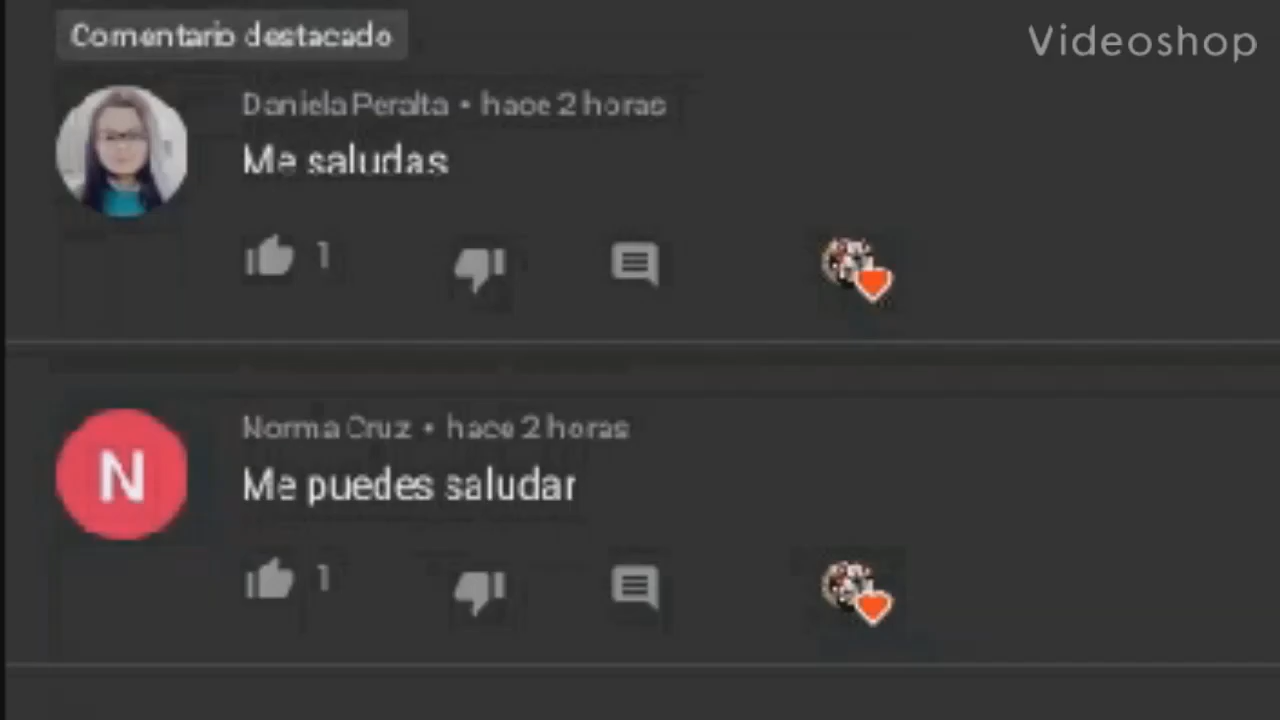 Comentario destacado
Videoshop
Daniela Peralta • hace 2 horas
Me saludas
1
N
Norma Cruz • hace 2 horas
Me puedes saludar
1